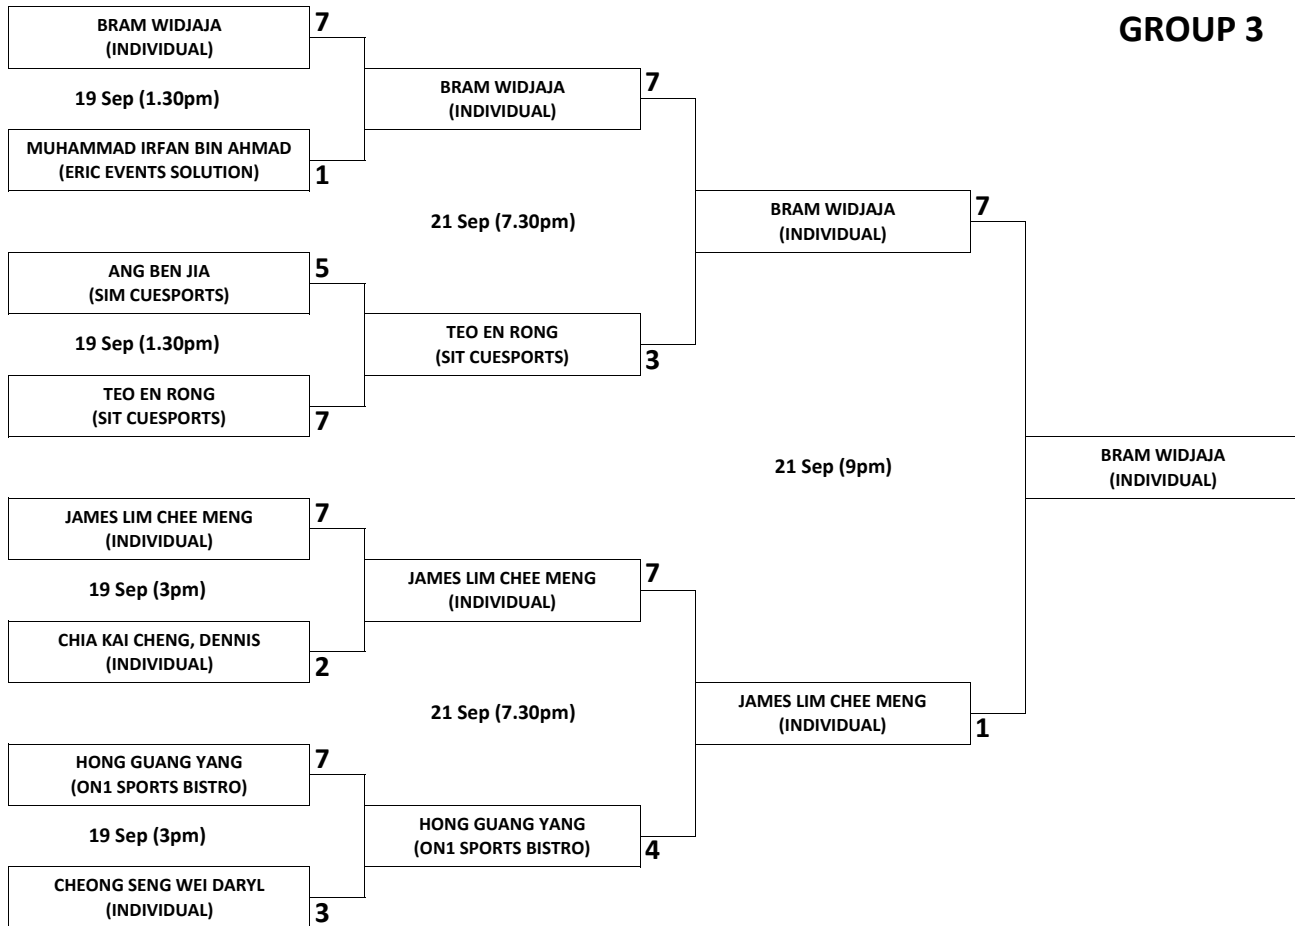 GROUP 3
BRAM WIDJAJA
(INDIVIDUAL)
7
19 Sep (1.30pm)
MUHAMMAD IRFAN BIN AHMAD
(ERIC EVENTS SOLUTION)
1
ANG BEN JIA
(SIM CUESPORTS)
5
19 Sep (1.30pm)
TEO EN RONG
(SIT CUESPORTS)
7
JAMES LIM CHEE MENG
(INDIVIDUAL)
7
19 Sep (3pm)
CHIA KAI CHENG, DENNIS
(INDIVIDUAL)
2
HONG GUANG YANG
(ON1 SPORTS BISTRO)
7
19 Sep (3pm)
CHEONG SENG WEI DARYL
(INDIVIDUAL)
3
BRAM WIDJAJA
(INDIVIDUAL)
7
21 Sep (7.30pm)
TEO EN RONG
(SIT CUESPORTS)
3
JAMES LIM CHEE MENG
(INDIVIDUAL)
7
21 Sep (7.30pm)
HONG GUANG YANG
(ON1 SPORTS BISTRO)
4
BRAM WIDJAJA
(INDIVIDUAL)
7
21 Sep (9pm)
JAMES LIM CHEE MENG
(INDIVIDUAL)
1
BRAM WIDJAJA
(INDIVIDUAL)